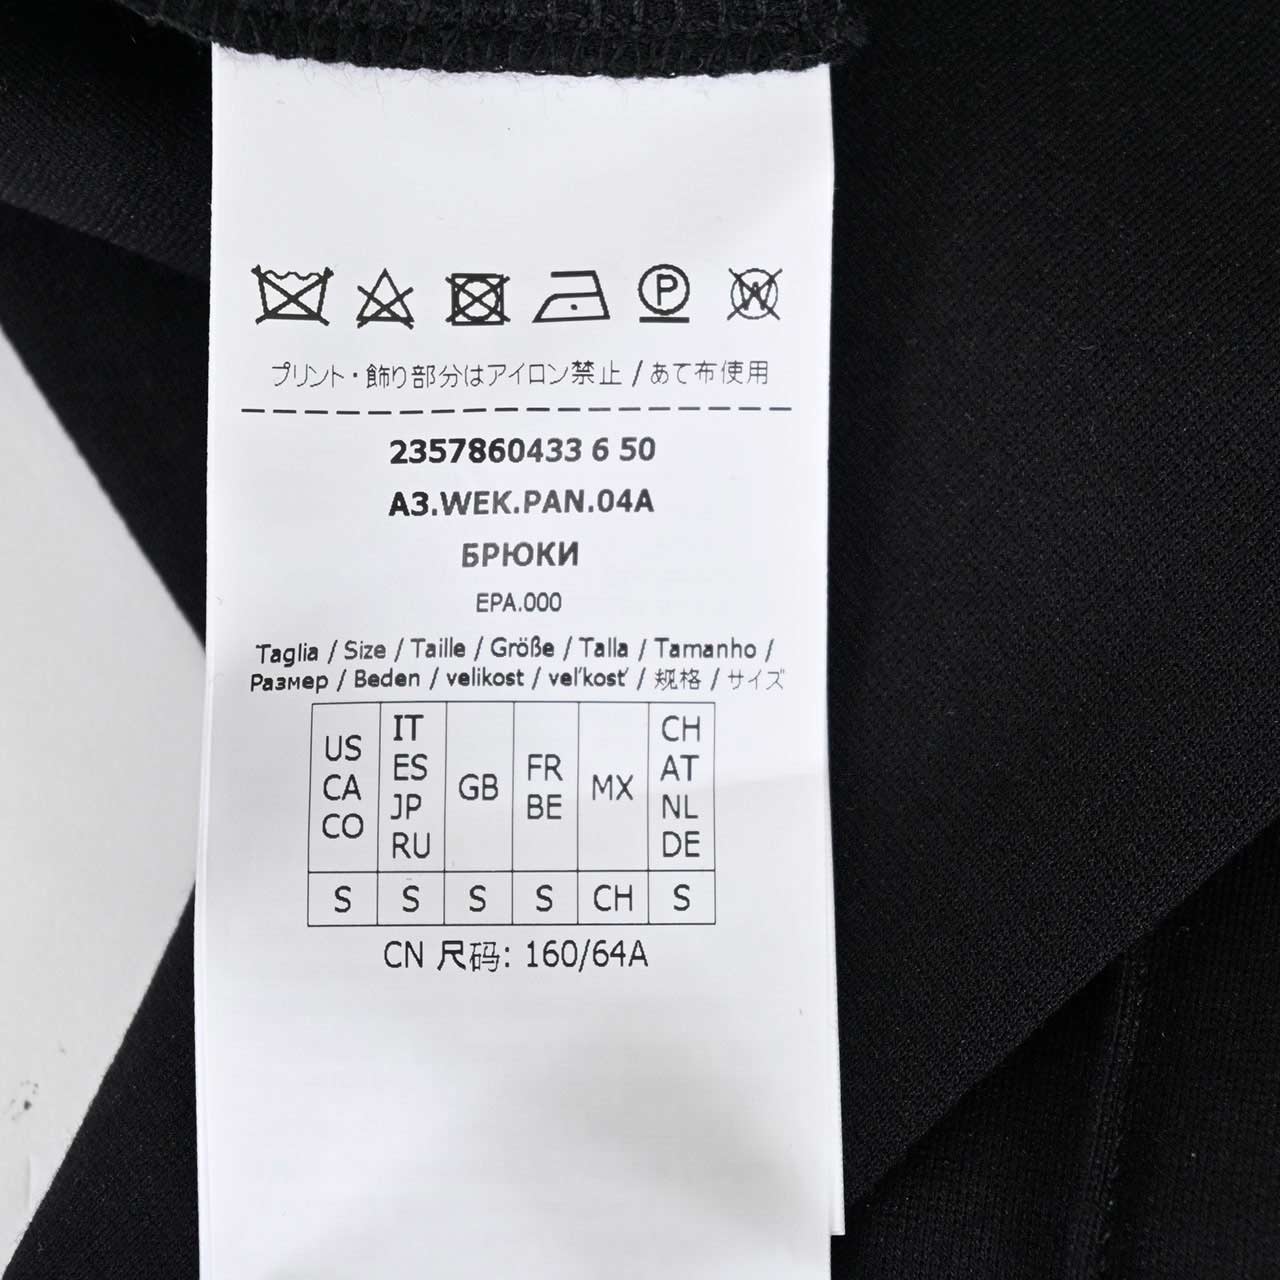 P W
プリント・飾り部分はアイロン禁止 / あて布使用
2357860433 6 50
A3.WEK.PAN.04A
БРЮКИ
EPA.000
Taglia / Size / Taille / Größe / Talla / Tamanho /
Размер / Beden / velikost / veľkosť / 规格 / サイズ
US CA CO IT ES JP RU GB FR BE MX CH AT NL DE
S S S S CH S
CN 尺码: 160/64A